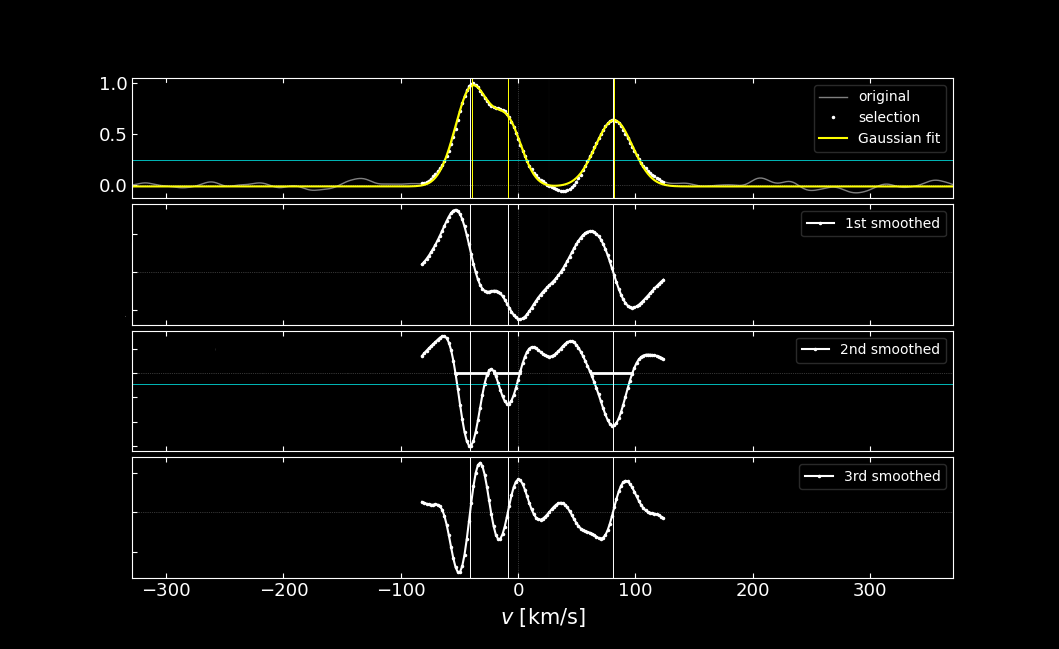 1.0
0.5
0.0
original
selection
Gaussian fit
1st smoothed
2nd smoothed
3rd smoothed
−300 −200 −100 0 100 200 300
v [km/s]